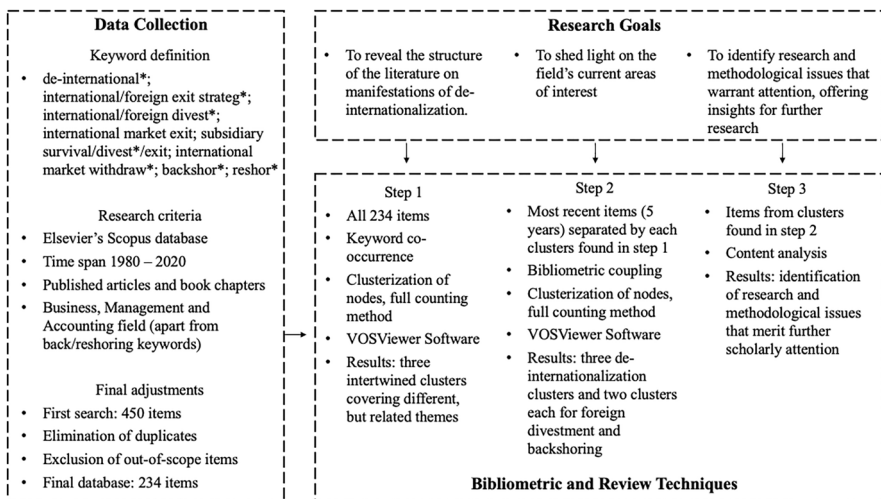 Data Collection
Keyword definition
• de-international*;
international/foreign exit strateg*;
international/foreign divest*;
international market exit; subsidiary
survival/divest*/exit; international
market withdraw*; backshor*; reshor*
Research criteria
• Elsevier's Scopus database
• Time span 1980 – 2020
• Published articles and book chapters
• Business, Management and
Accounting field (apart from
back/reshoring keywords)
Final adjustments
• First search: 450 items
• Elimination of duplicates
• Exclusion of out-of-scope items
• Final database: 234 items
Research Goals
• To reveal the structure
of the literature on
manifestations of de-
internationalization.
• To shed light on the
field's current areas
of interest
• To identify research and
methodological issues that
warrant attention, offering
insights for further
research
Step 1
• All 234 items
• Keyword co-
occurrence
• Clusterization of
nodes, full counting
method
• VOSViewer Software
• Results: three
intertwined clusters
covering different,
but related themes
Step 2
• Most recent items (5
years) separated by each
clusters found in step 1
• Bibliometric coupling
• Clusterization of nodes,
full counting method
• VOSViewer Software
• Results: three de-
internationalization
clusters and two clusters
each for foreign
divestment and
backshoring
Step 3
• Items from clusters
found in step 2
• Content analysis
• Results: identification
of research and
methodological issues
that merit further
scholarly attention
Bibliometric and Review Techniques